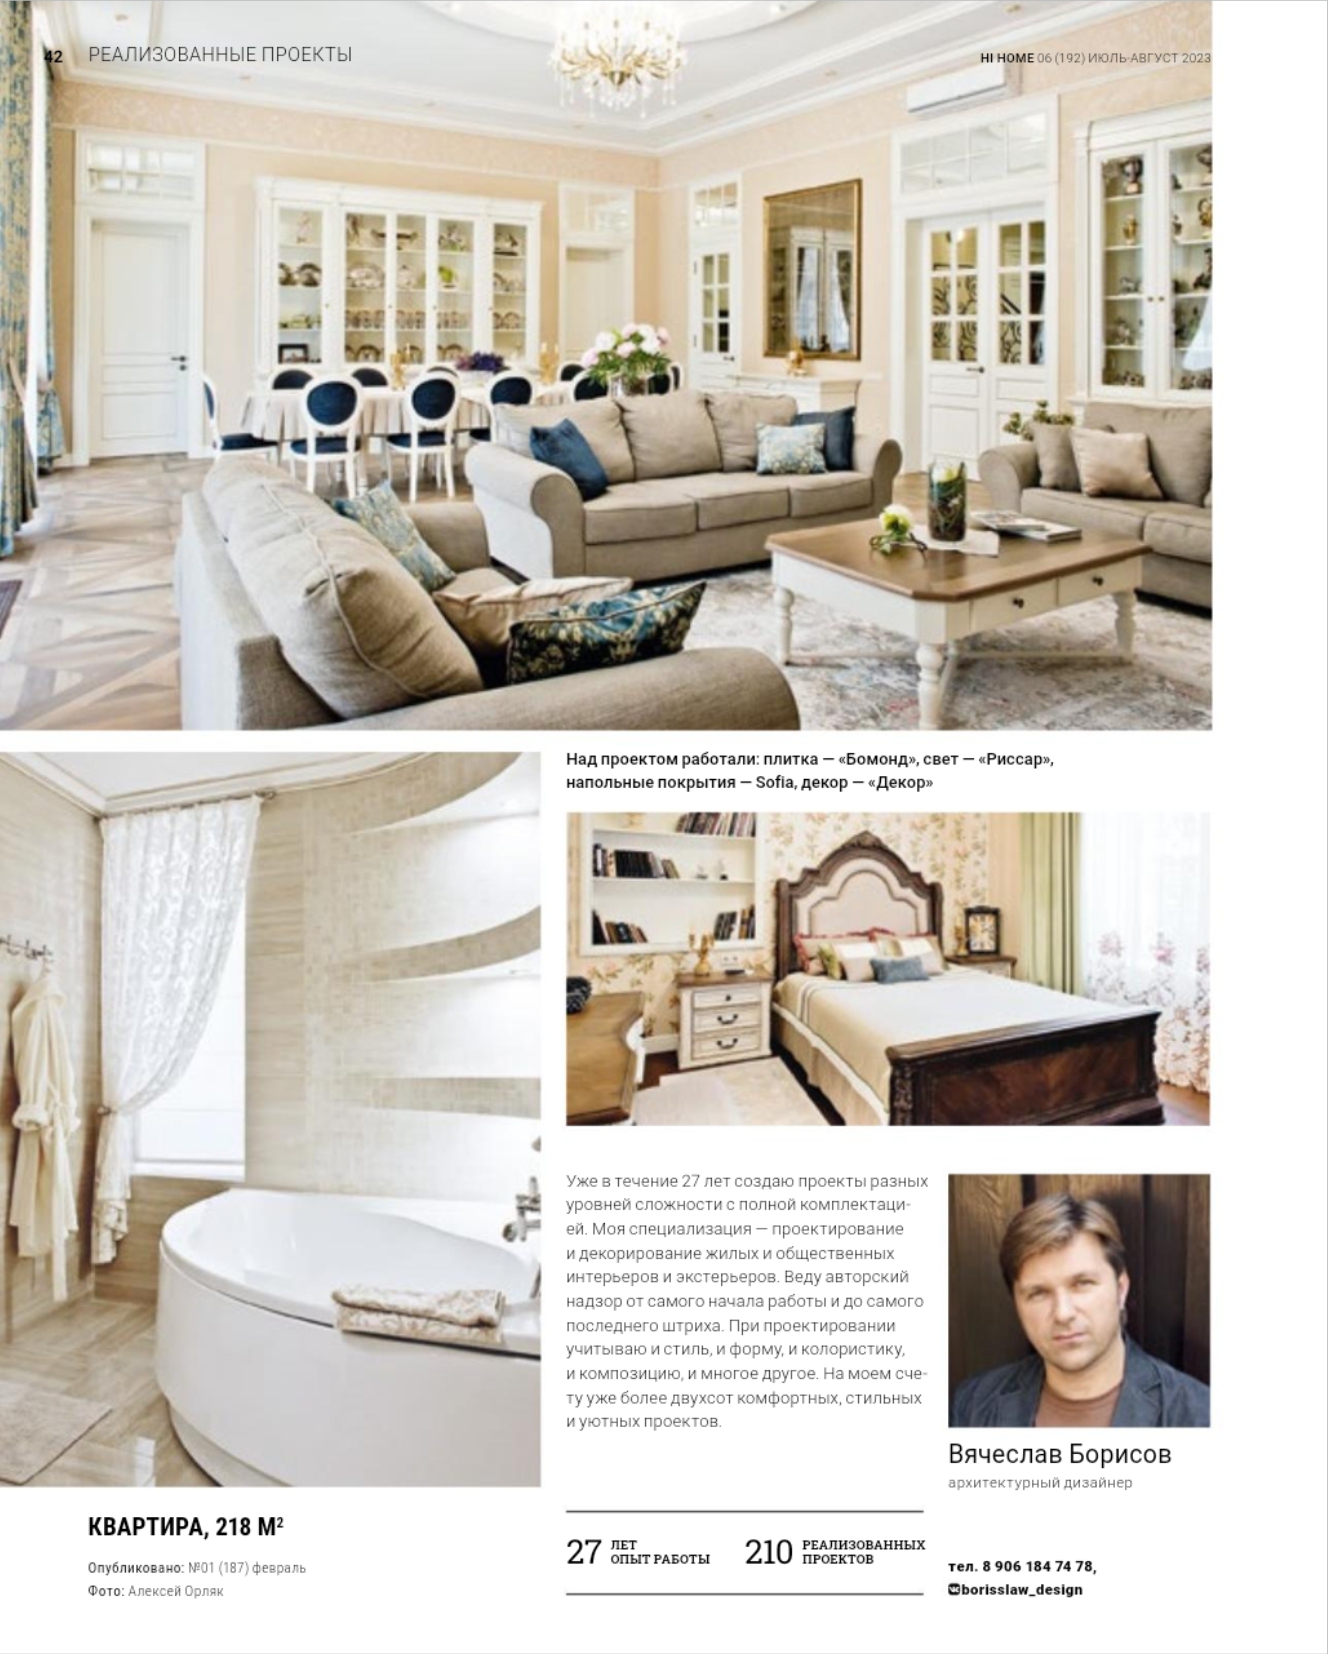 42 РЕАЛИЗОВАННЫЕ ПРОЕКТЫ
HI HOME 06 (192) ИЮЛЬ-АВГУСТ 2023
Над проектом работали: плитка — «Бомонд», свет — «Риссар»,
напольные покрытия — Sofia, декор — «Декор»
Уже в течение 27 лет создаю проекты разных
уровней сложности с полной комплектаци-
ей. Моя специализация — проектирование
и декорирование жилых и общественных
интерьеров и экстерьеров. Веду авторский
надзор от самого начала работы и до самого
последнего штриха. При проектировании
учитываю и стиль, и форму, и колористику,
и композицию, и многое другое. На моем сче-
ту уже более двухсот комфортных, стильных
и уютных проектов.
Вячеслав Борисов
архитектурный дизайнер
КВАРТИРА, 218 М²
Опубликовано: №01 (187) февраль
Фото: Алексей Орляк
27 ЛЕТ
ОПЫТ РАБОТЫ
210 РЕАЛИЗОВАННЫХ
ПРОЕКТОВ
тел. 8 906 184 74 78,
borisslaw_design